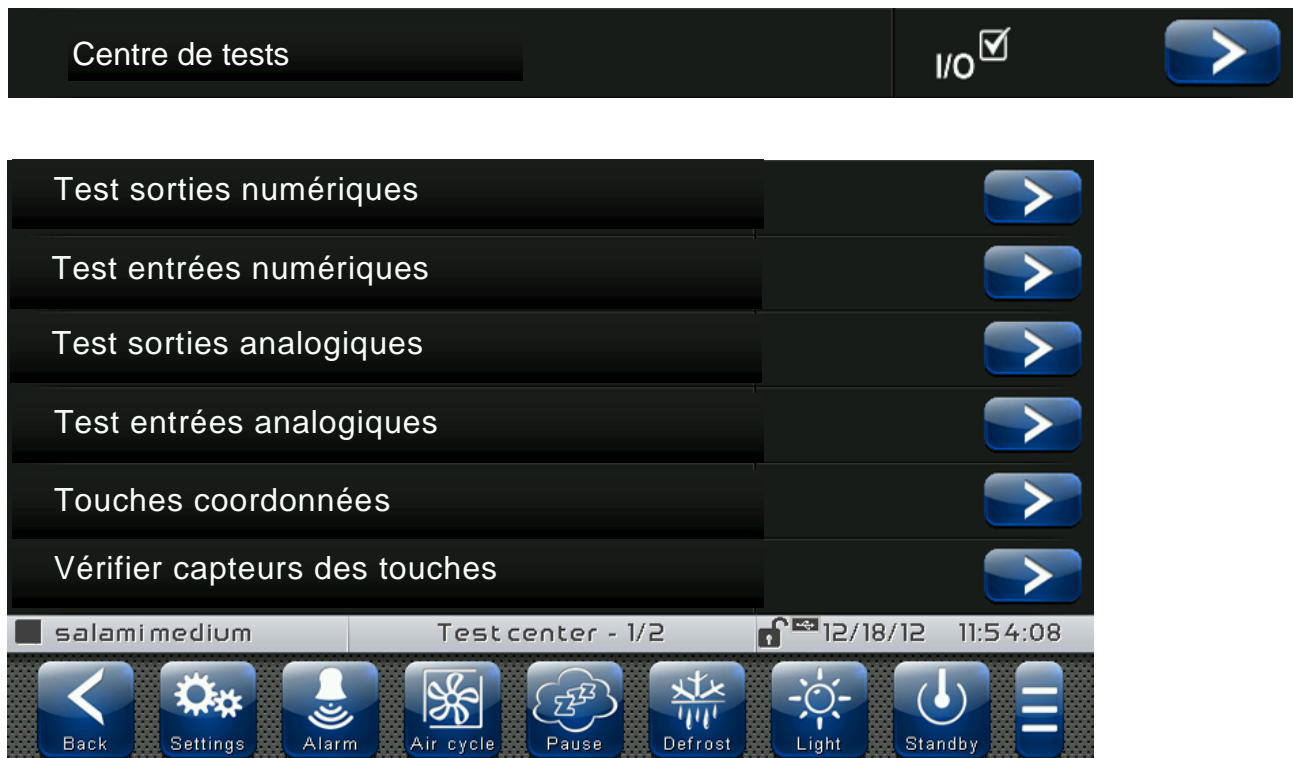 Centre de tests I/O
Test sorties numériques
Test entrées numériques
Test sorties analogiques
Test entrées analogiques
Touches coordonnées
Vérifier capteurs des touches
salami medium Test center - 1/2 12/18/12 11:54:08
Back Settings Alarm Air cycle Pause Defrost Light Standby